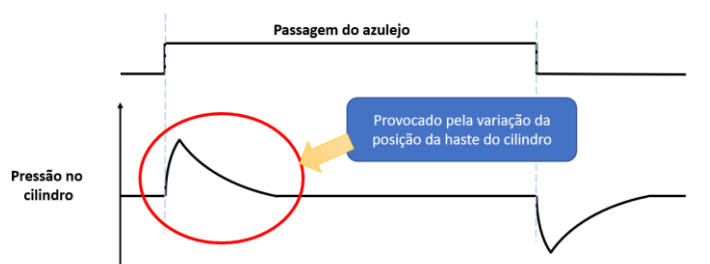 Passagem do azulejo
Provocado pela variação da
posição da haste do cilindro
Pressão no
cilindro